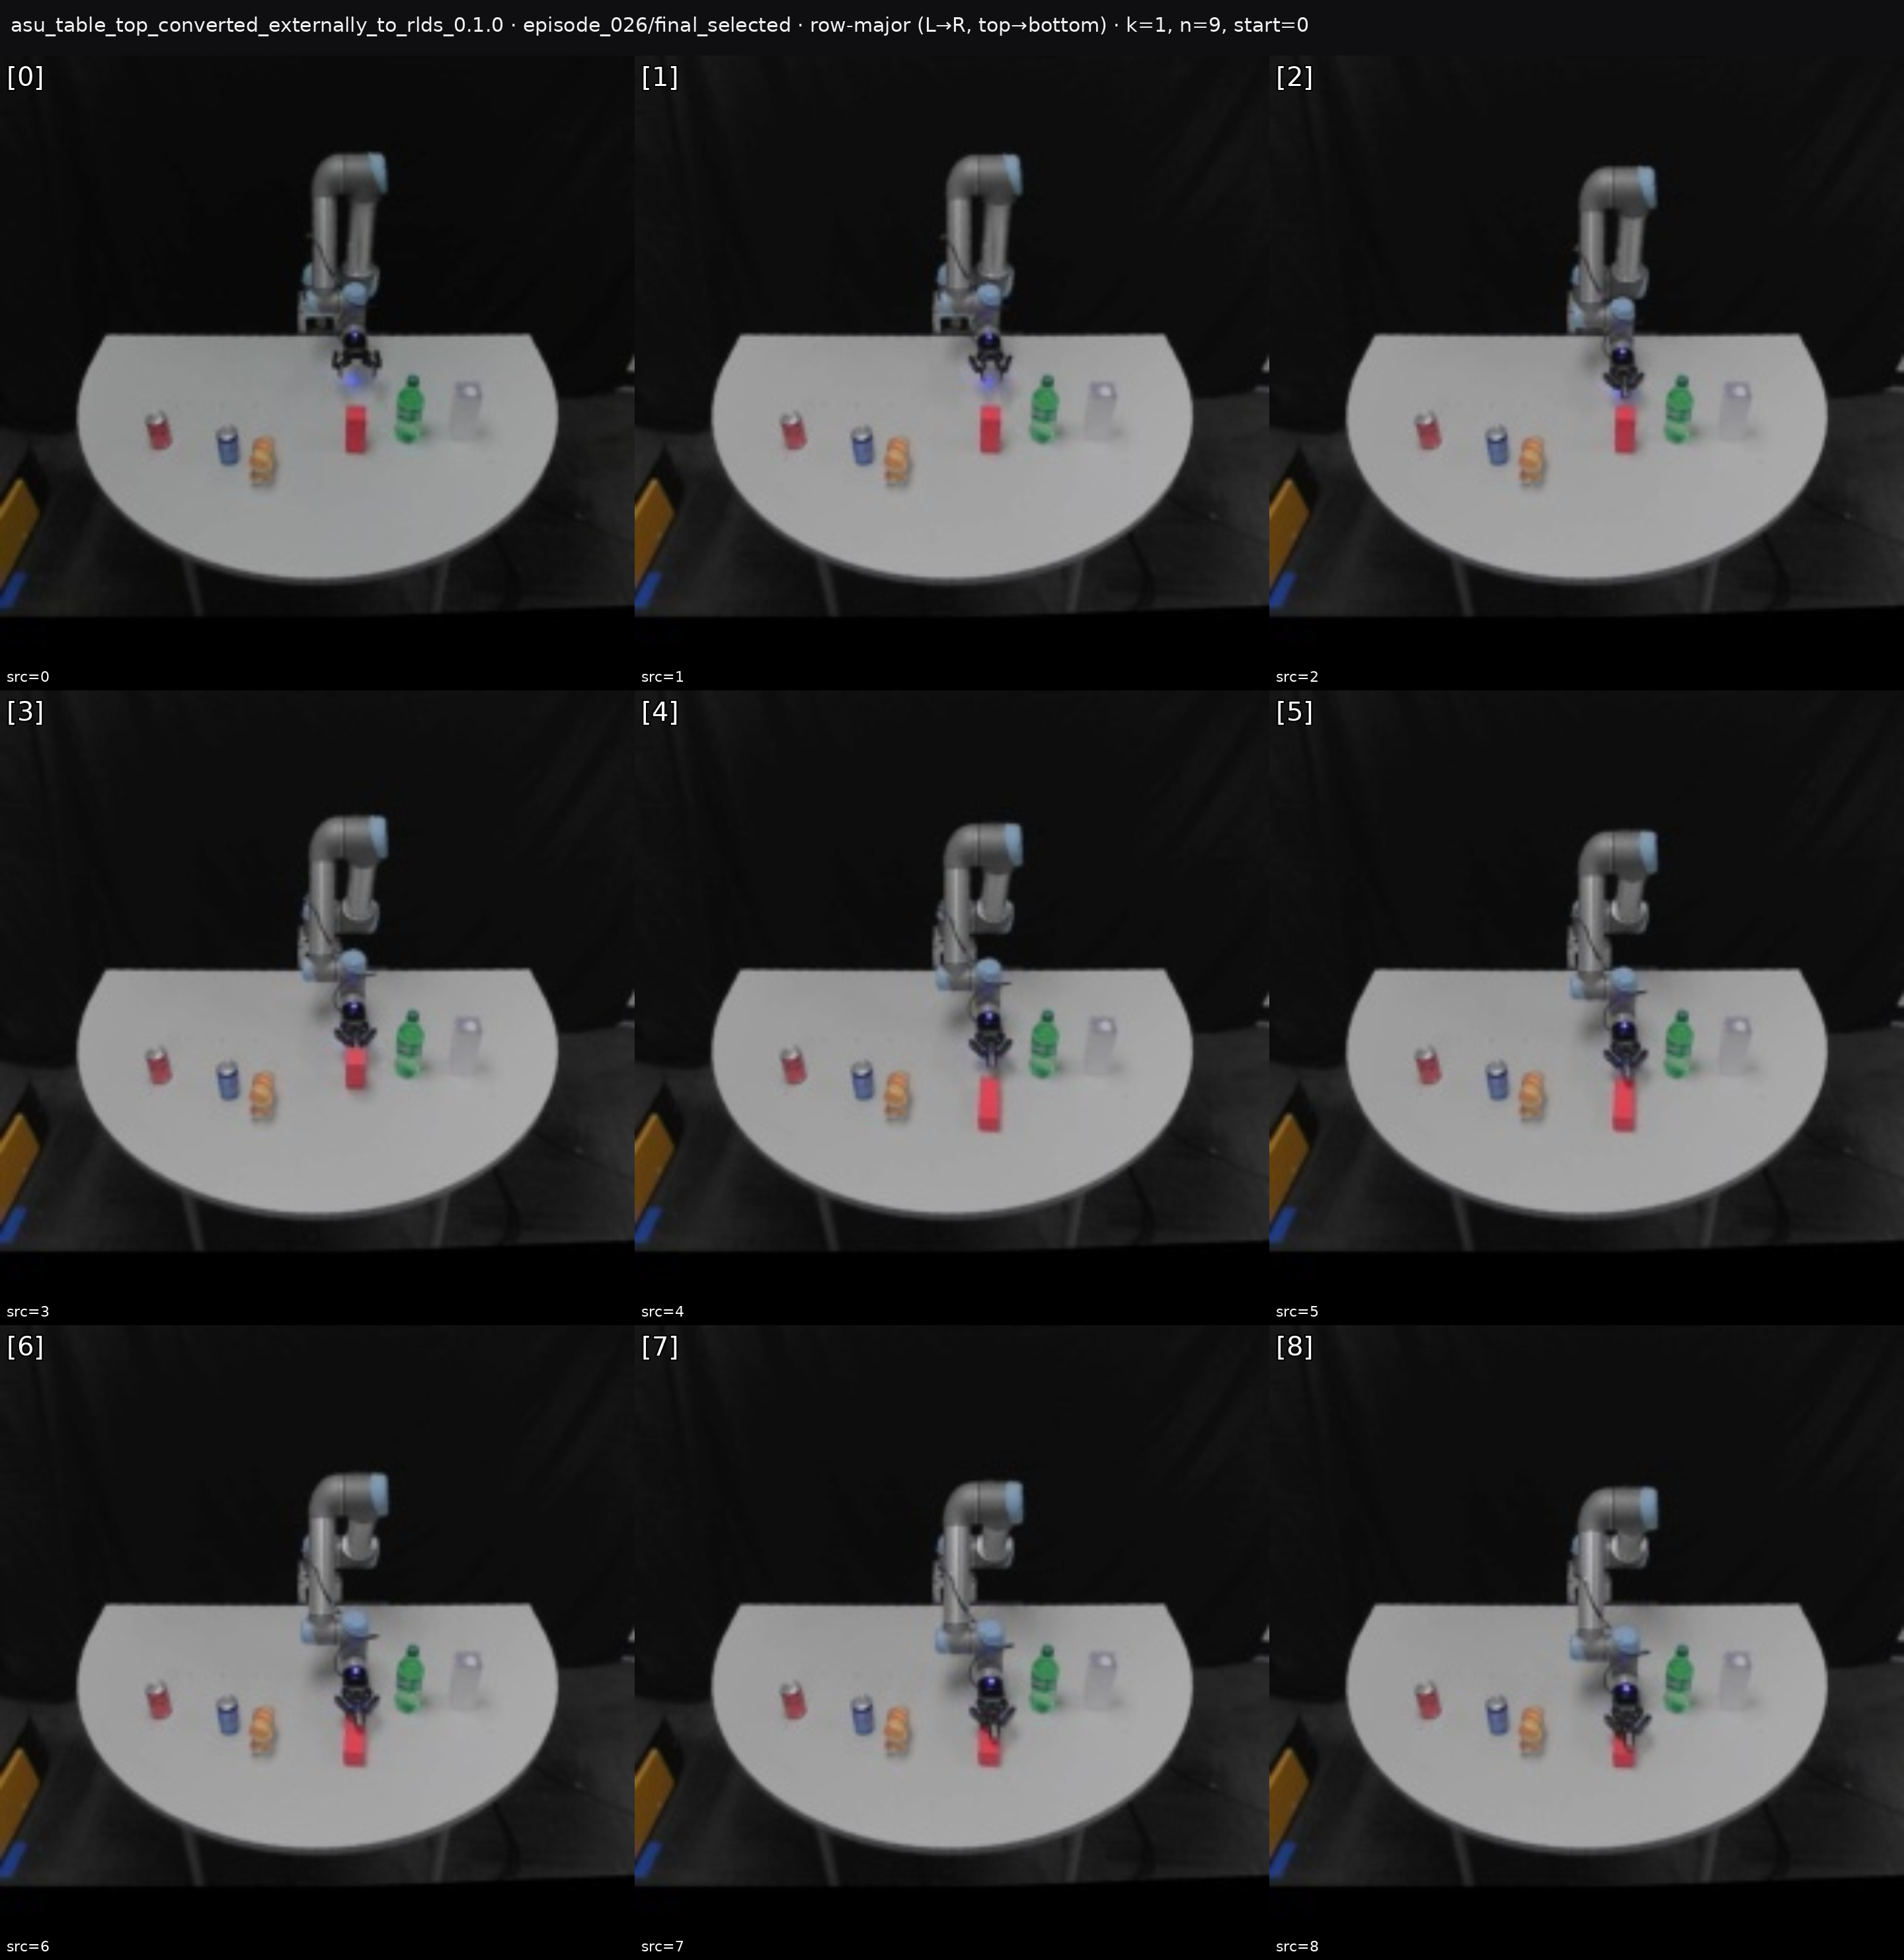 asu_table_top_converted_externally_to_rlds_0.1.0 · episode_026/final_selected · row-major (L→R, top→bottom) · k=1, n=9, start=0
[0]
[1]
[2]
src=0
src=1
src=2
[3]
[4]
[5]
src=3
src=4
src=5
[6]
[7]
[8]
src=6
src=7
src=8